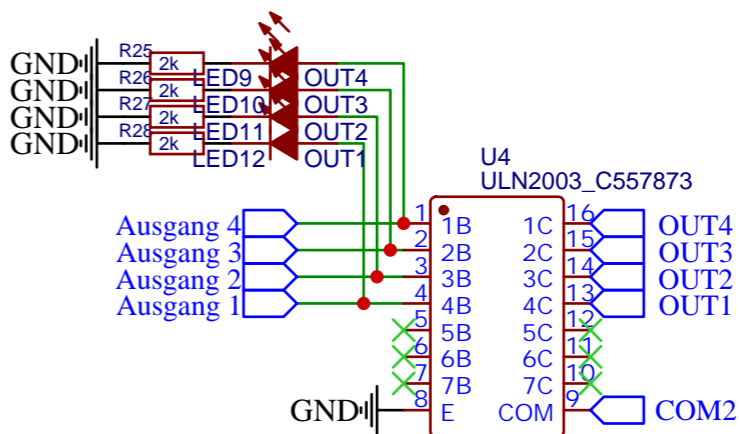 GND R25 2k LED9 OUT4
GND R26 2k LED10 OUT3
GND R27 2k LED11 OUT2
GND R28 2k LED12 OUT1
U4
ULN2003_C557873
Ausgang 4 1 1B 1C 16 OUT4
Ausgang 3 2 2B 2C 15 OUT3
Ausgang 2 3 3B 3C 14 OUT2
Ausgang 1 4 4B 4C 13 OUT1
5 5B 5C 12
6 6B 6C 11
7 7B 7C 10
GND 8 E COM 9 COM2